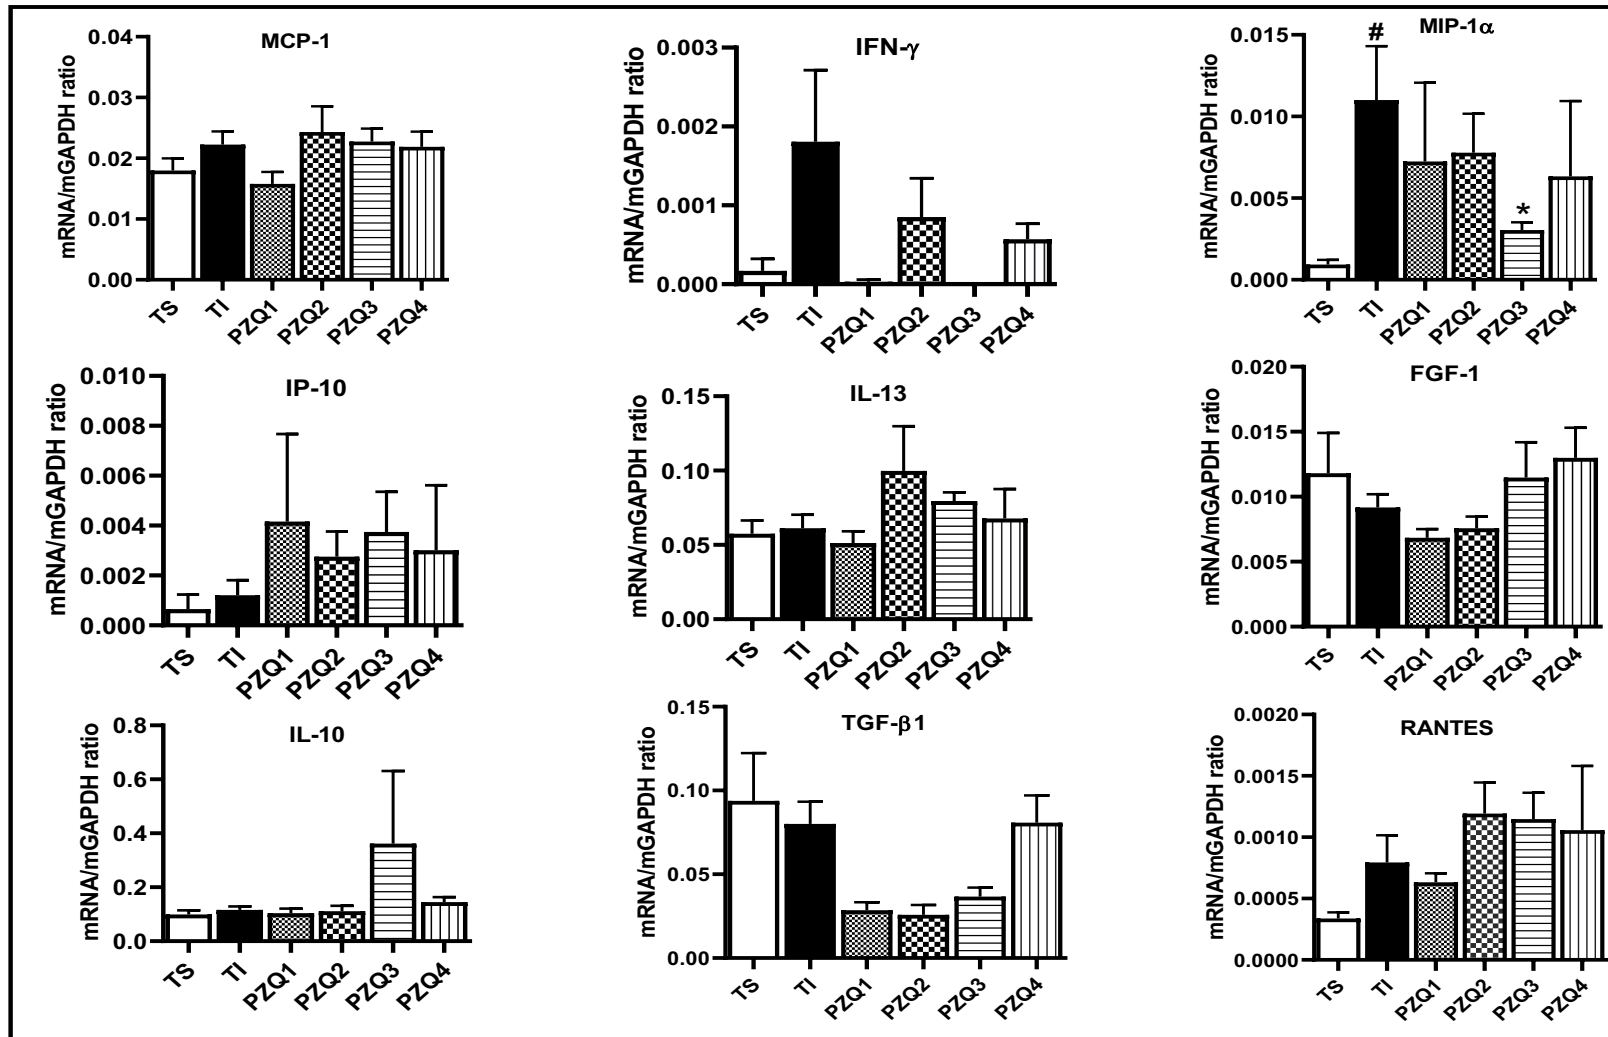 MCP-1
mRNA/mGAPDH ratio
0.04
0.03
0.02
0.01
0.00
TS TI PZQ1 PZQ2 PZQ3 PZQ4
IFN-γ
mRNA/mGAPDH ratio
0.003
0.002
0.001
0.000
TS TI PZQ1 PZQ2 PZQ3 PZQ4
MIP-1α
mRNA/mGAPDH ratio
0.015
0.010
0.005
0.000
#
*
TS TI PZQ1 PZQ2 PZQ3 PZQ4
IP-10
mRNA/mGAPDH ratio
0.010
0.008
0.006
0.004
0.002
0.000
TS TI PZQ1 PZQ2 PZQ3 PZQ4
IL-13
mRNA/mGAPDH ratio
0.15
0.10
0.05
0.00
TS TI PZQ1 PZQ2 PZQ3 PZQ4
FGF-1
mRNA/mGAPDH ratio
0.020
0.015
0.010
0.005
0.000
TS TI PZQ1 PZQ2 PZQ3 PZQ4
IL-10
mRNA/mGAPDH ratio
0.8
0.6
0.4
0.2
0.0
TS TI PZQ1 PZQ2 PZQ3 PZQ4
TGF-β1
mRNA/mGAPDH ratio
0.15
0.10
0.05
0.00
TS TI PZQ1 PZQ2 PZQ3 PZQ4
RANTES
mRNA/mGAPDH ratio
0.0020
0.0015
0.0010
0.0005
0.0000
TS TI PZQ1 PZQ2 PZQ3 PZQ4